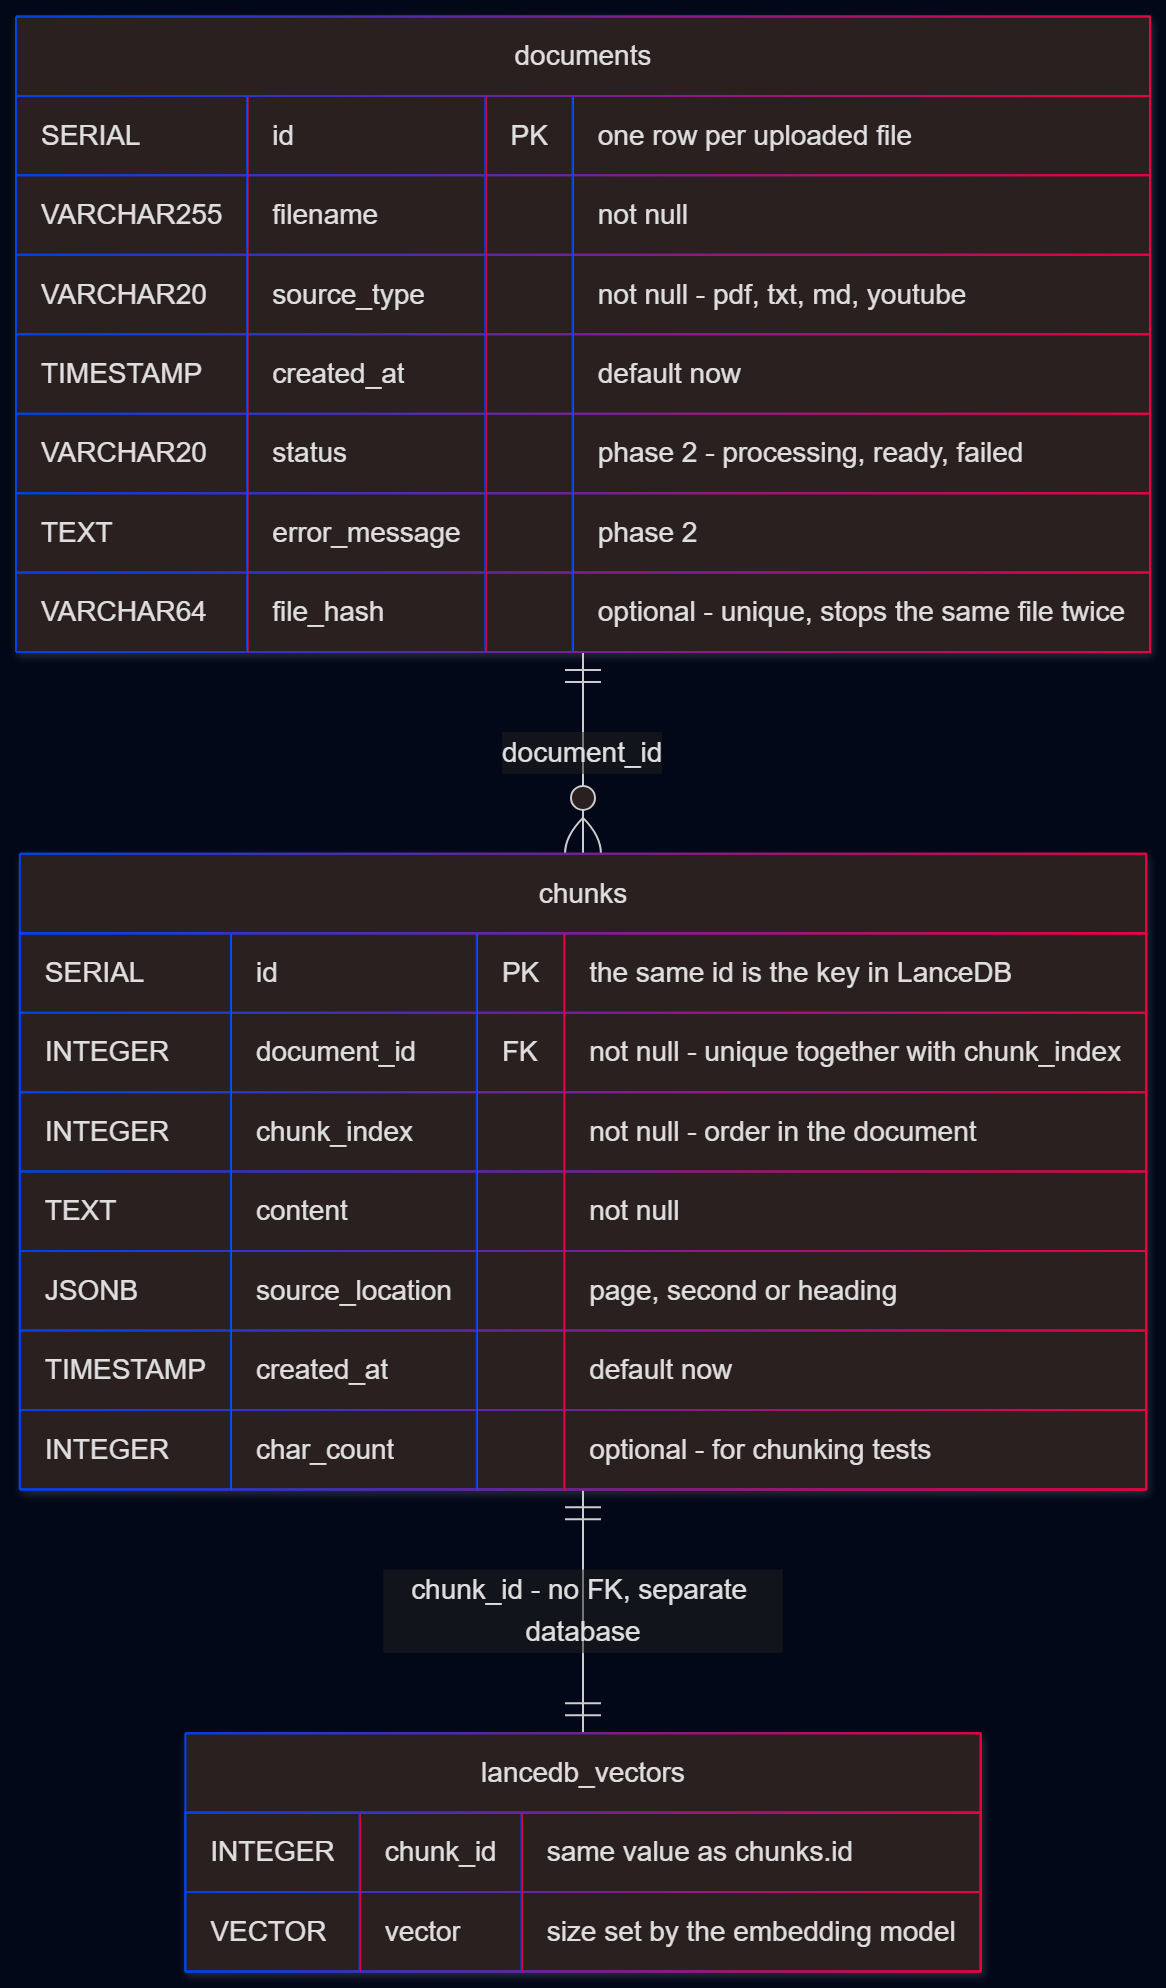 documents
SERIAL id PK one row per uploaded file
VARCHAR255 filename not null
VARCHAR20 source_type not null - pdf, txt, md, youtube
TIMESTAMP created_at default now
VARCHAR20 status phase 2 - processing, ready, failed
TEXT error_message phase 2
VARCHAR64 file_hash optional - unique, stops the same file twice
document_id
chunks
SERIAL id PK the same id is the key in LanceDB
INTEGER document_id FK not null - unique together with chunk_index
INTEGER chunk_index not null - order in the document
TEXT content not null
JSONB source_location page, second or heading
TIMESTAMP created_at default now
INTEGER char_count optional - for chunking tests
chunk_id - no FK, separate
database
lancedb_vectors
INTEGER chunk_id same value as chunks.id
VECTOR vector size set by the embedding model